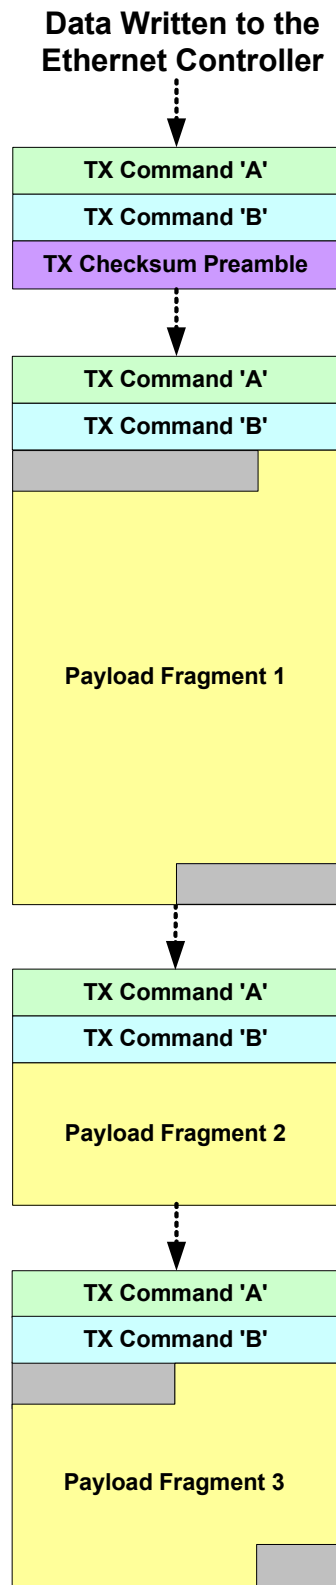 Data Written to the
Ethernet Controller
TX Command 'A'
TX Command 'B'
TX Checksum Preamble
TX Command 'A'
TX Command 'B'
Payload Fragment 1
TX Command 'A'
TX Command 'B'
Payload Fragment 2
TX Command 'A'
TX Command 'B'
Payload Fragment 3